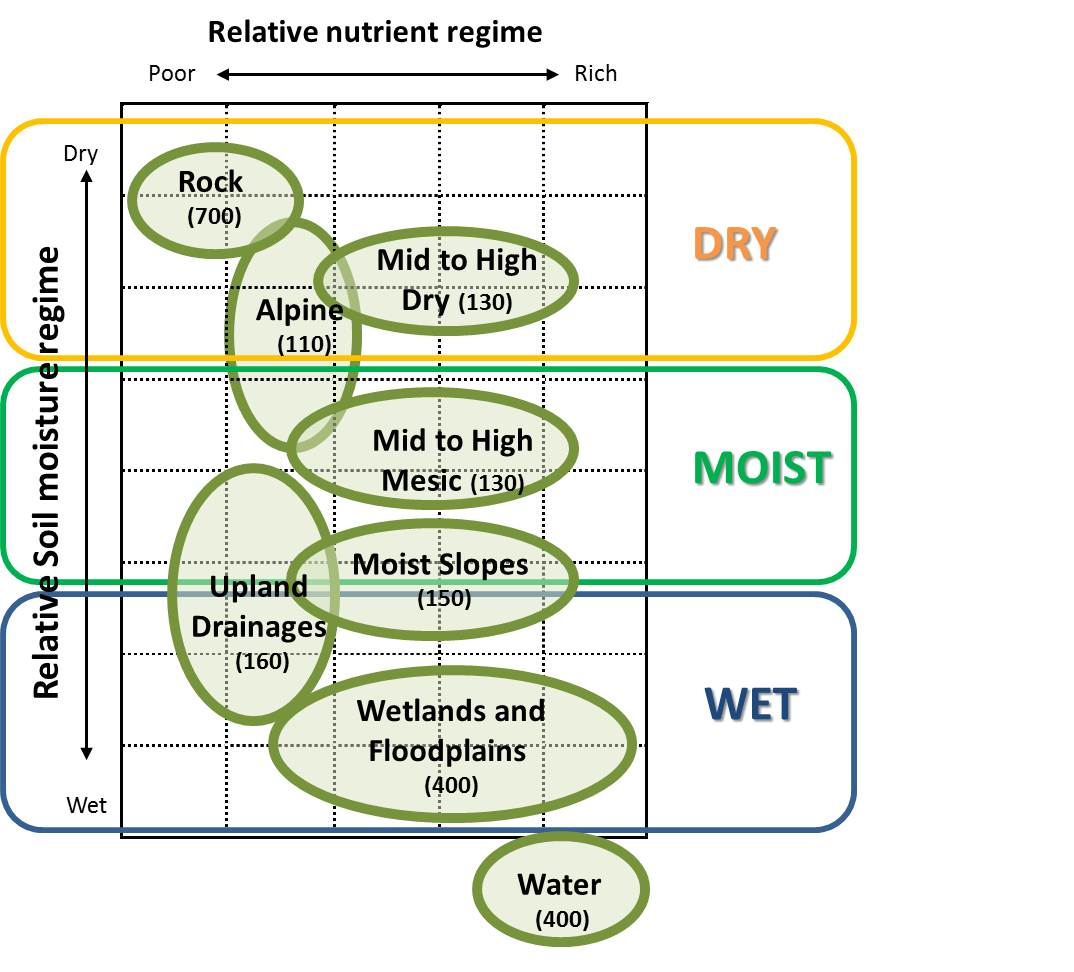 Relative nutrient regime
Poor
Rich
Dry
Rock
(700)
DRY
Mid to High
Dry (130)
Alpine
(110)
Relative Soil moisture regime
Mid to High
Mesic (130)
MOIST
Moist Slopes
(150)
Upland
Drainages
(160)
WET
Wetlands and
Floodplains
(400)
Wet
Water
(400)